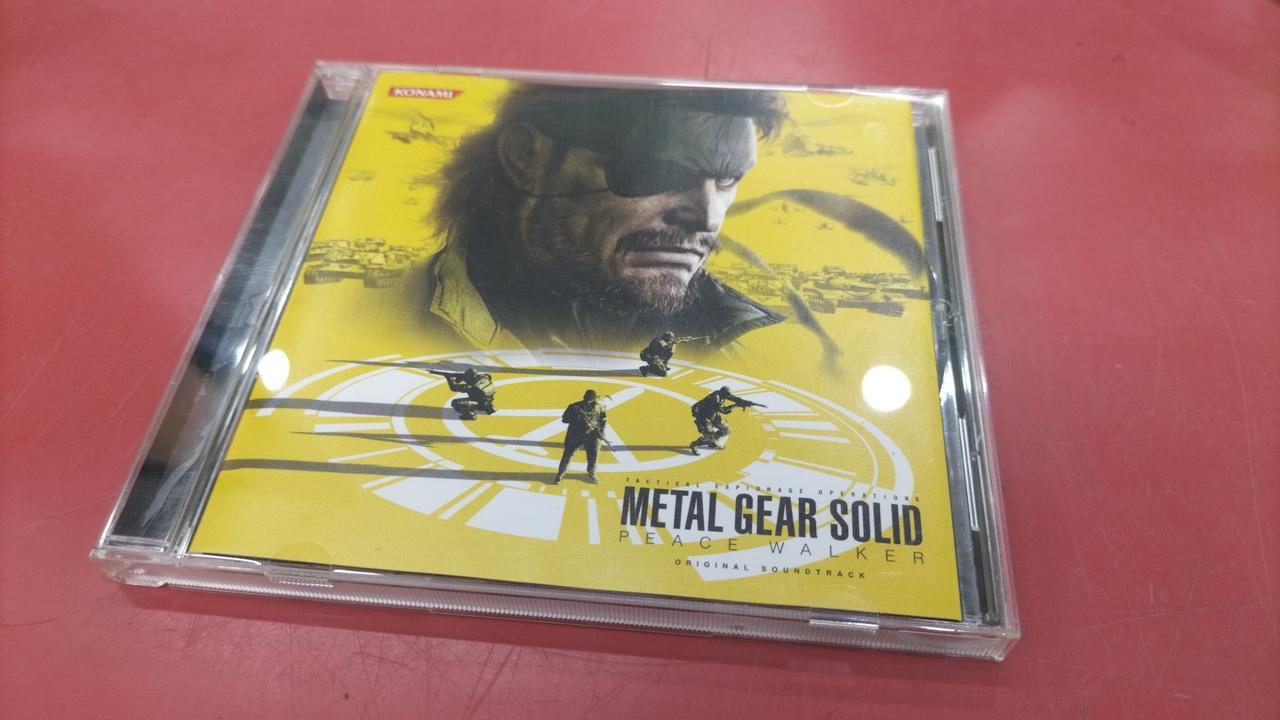 KONAMI
TACTICAL ESPIONAGE OPERATIONS
METAL GEAR SOLID
PEACE WALKER
ORIGINAL SOUNDTRACK